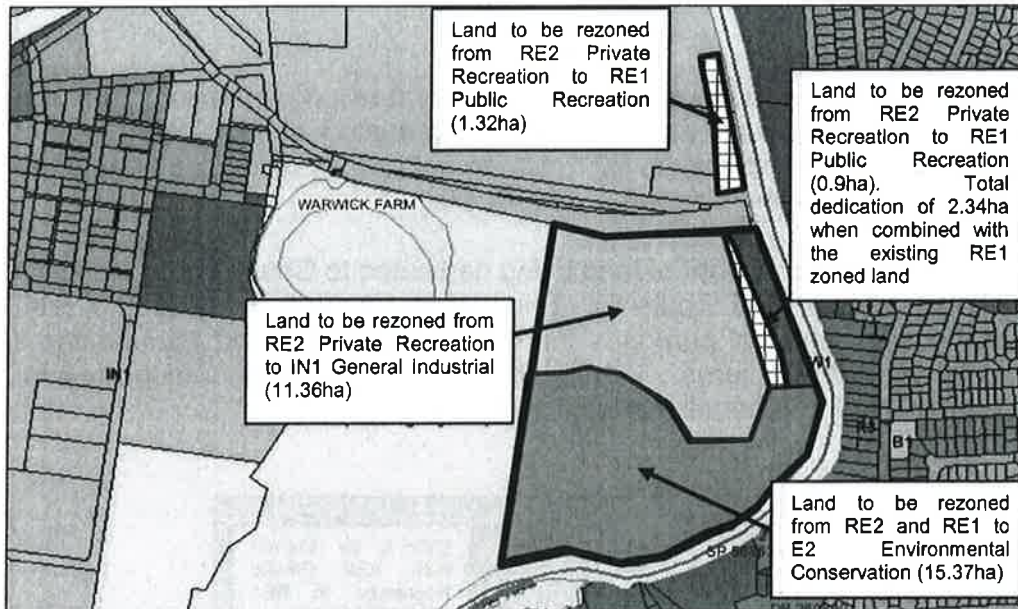 Land to be rezoned
from RE2 Private
Recreation to RE1
Public Recreation
(1.32ha)
Land to be rezoned
from RE2 Private
Recreation to RE1
Public Recreation
(0.9ha). Total
dedication of 2.34ha
when combined with
the existing RE1
zoned land
WARWICK FARM
Land to be rezoned from
RE2 Private Recreation
to IN1 General Industrial
(11.36ha)
IN1
B1
Land to be rezoned
from RE2 and RE1 to
E2 Environmental
Conservation (15.37ha)